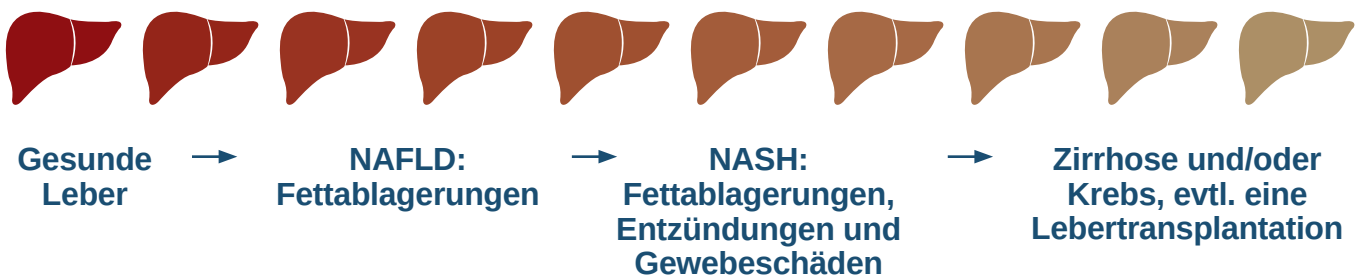 Gesunde
Leber
NAFLD:
Fettablagerungen
NASH:
Fettablagerungen,
Entzündungen und
Gewebeschäden
Zirrhose und/oder
Krebs, evtl. eine
Lebertransplantation